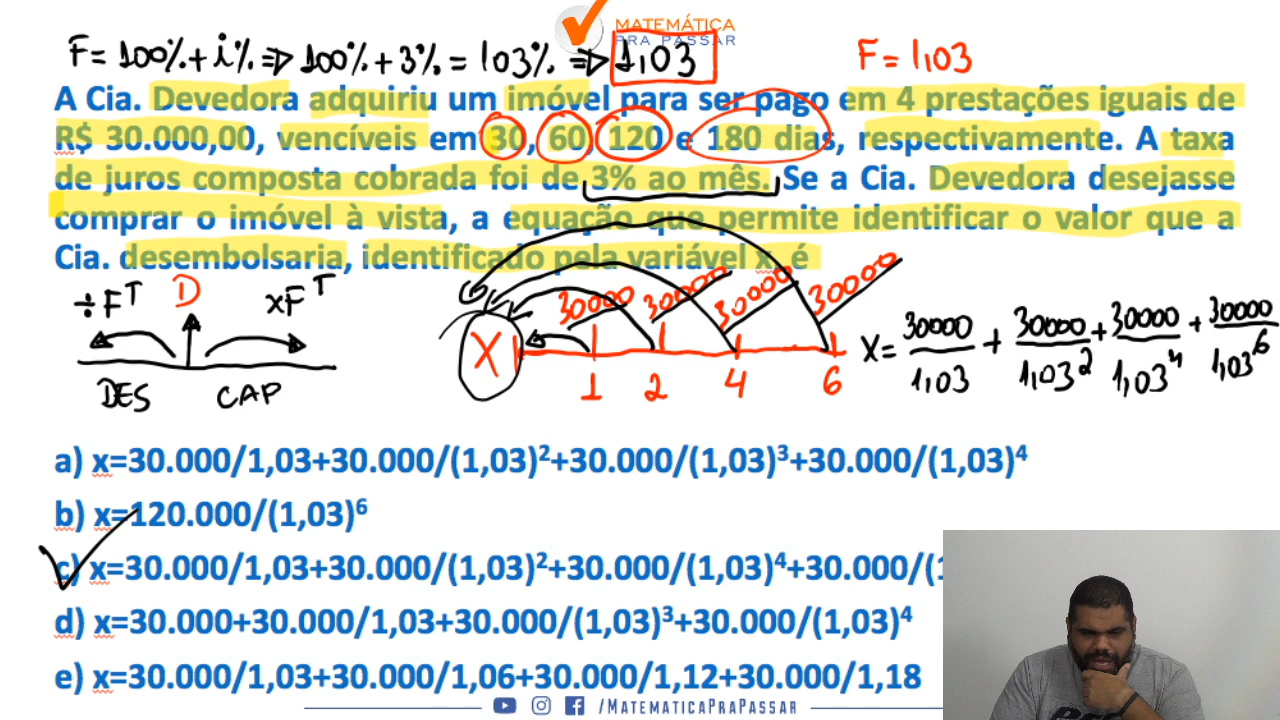 MATEMÁTICA
PRA PASSAR
F=100%+i%⇒100%+3%=103%⇒1,03
F=1,03
A Cia. Devedora adquiriu um imóvel para ser pago em 4 prestações iguais de
R$ 30.000,00, vencíveis em 30, 60, 120 e 180 dias, respectivamente. A taxa
de juros composta cobrada foi de 3% ao mês. Se a Cia. Devedora desejasse
comprar o imóvel à vista, a equação que permite identificar o valor que a
Cia. desembolsaria, identificado pela variável x, é
÷Fᵀ D xFᵀ
DES CAP
30000 30000 30000 30000
X
1 2 4 6
X=30000/1,03 + 30000/1,03² + 30000/1,03⁴ + 30000/1,03⁶
a) x=30.000/1,03+30.000/(1,03)²+30.000/(1,03)³+30.000/(1,03)⁴
b) x=120.000/(1,03)⁶
c) x=30.000/1,03+30.000/(1,03)²+30.000/(1,03)⁴+30.000/(1
d) x=30.000+30.000/1,03+30.000/(1,03)³+30.000/(1,03)⁴
e) x=30.000/1,03+30.000/1,06+30.000/1,12+30.000/1,18
/MATEMATICAPRAPASSAR